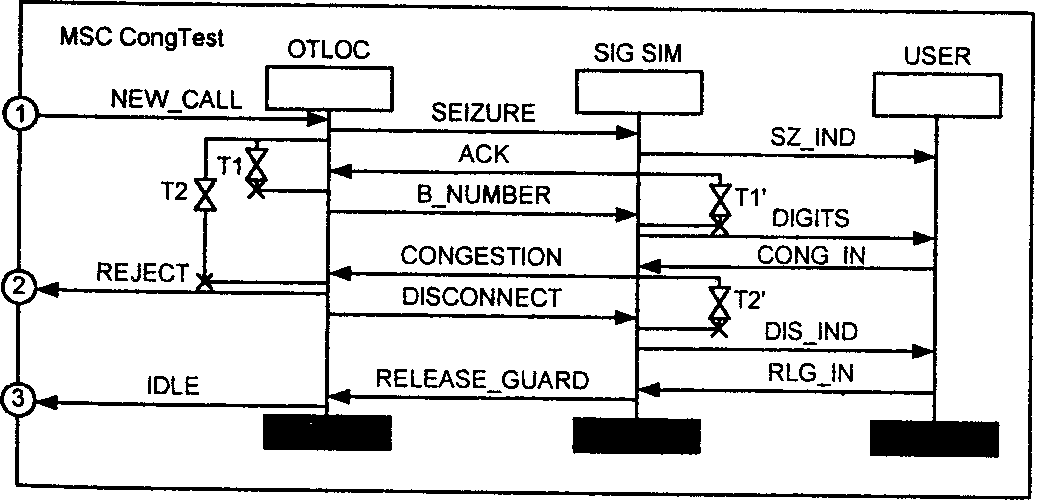 MSC CongTest
OTLOC
SIG SIM
USER
1
NEW_CALL
SEIZURE
SZ_IND
ACK
T1
T2
B_NUMBER
T1'
DIGITS
CONGESTION
CONG_IN
2
REJECT
DISCONNECT
T2'
DIS_IND
RELEASE_GUARD
RLG_IN
3
IDLE